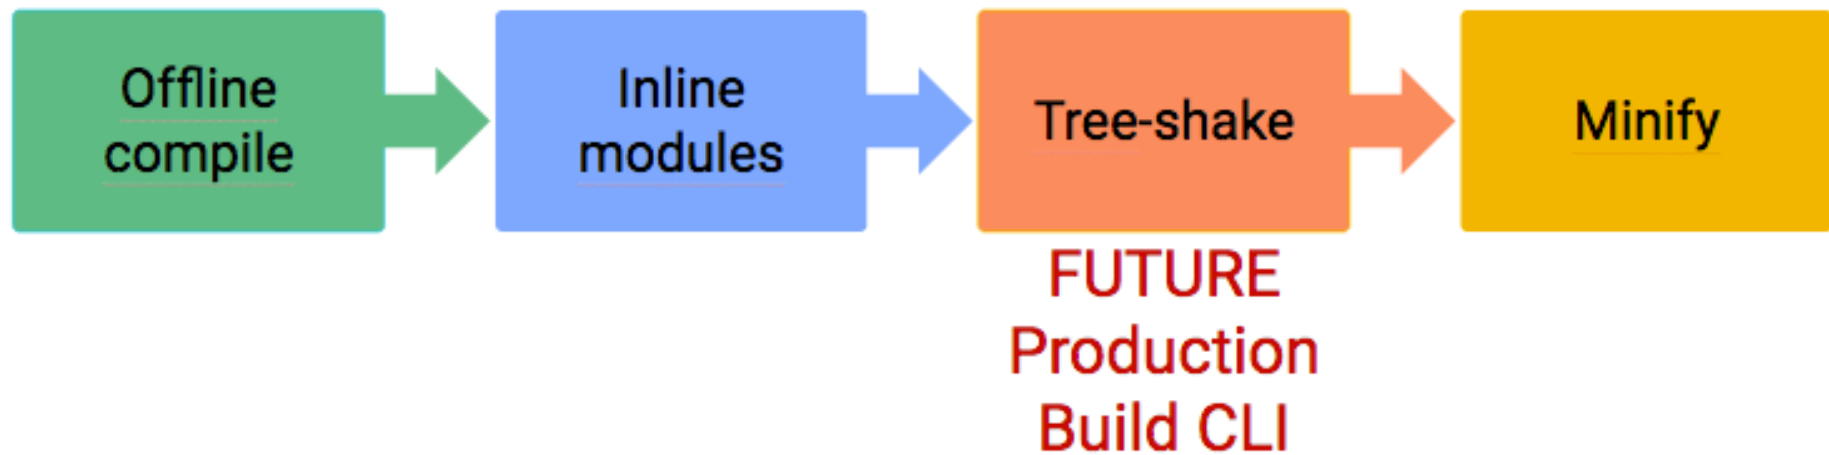 Offline
compile
Inline
modules
Tree-shake
Minify
FUTURE
Production
Build CLI